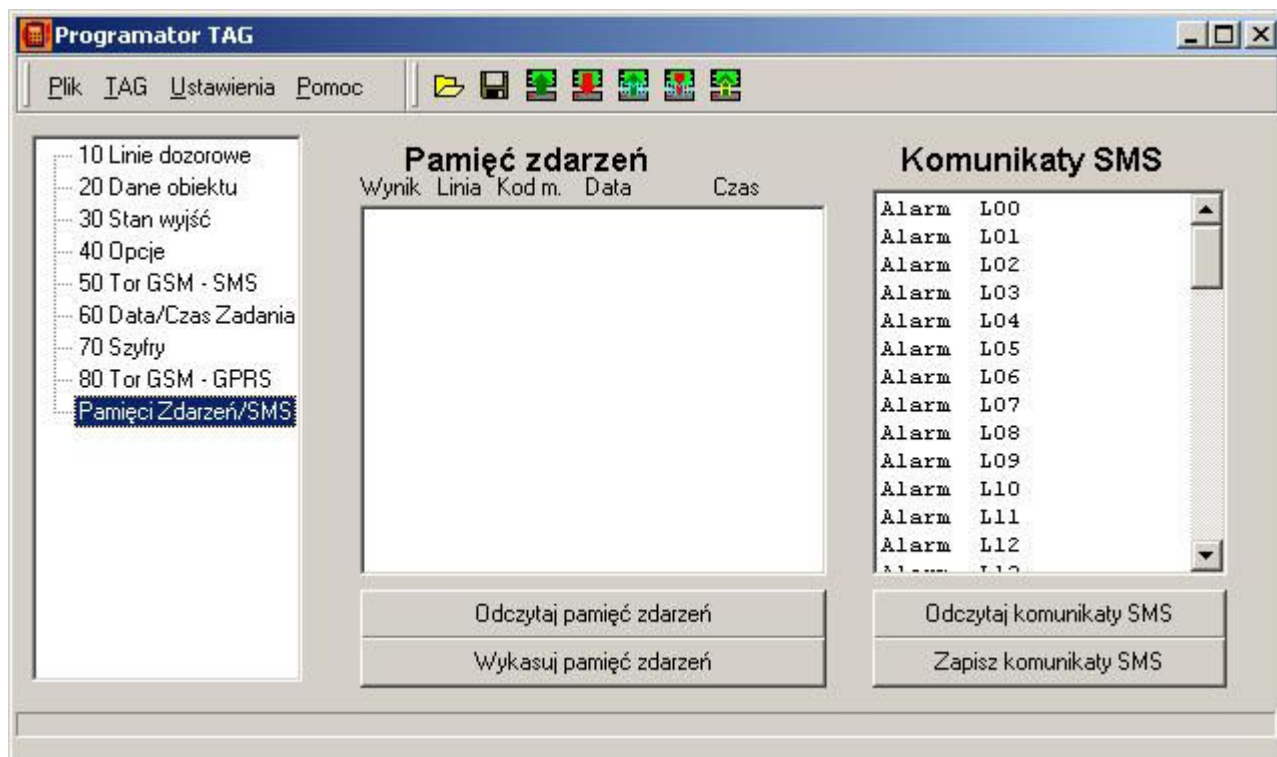 Programator TAG
Plik TAG Ustawienia Pomoc
10 Linie dozorowe
20 Dane obiektu
30 Stan wyjść
40 Opcje
50 Tor GSM - SMS
60 Data/Czas Zadania
70 Szyfry
80 Tor GSM - GPRS
Pamięci Zdarzeń/SMS
Pamięć zdarzeń
Wynik Linia Kod m. Data Czas
Odczytaj pamięć zdarzeń
Wykasuj pamięć zdarzeń
Komunikaty SMS
Alarm L00
Alarm L01
Alarm L02
Alarm L03
Alarm L04
Alarm L05
Alarm L06
Alarm L07
Alarm L08
Alarm L09
Alarm L10
Alarm L11
Alarm L12
Odczytaj komunikaty SMS
Zapisz komunikaty SMS